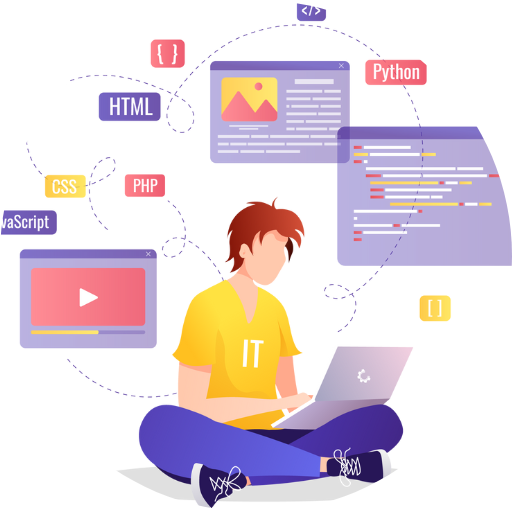 </>
{ }
Python
HTML
CSS
PHP
vaScript
[ ]
IT